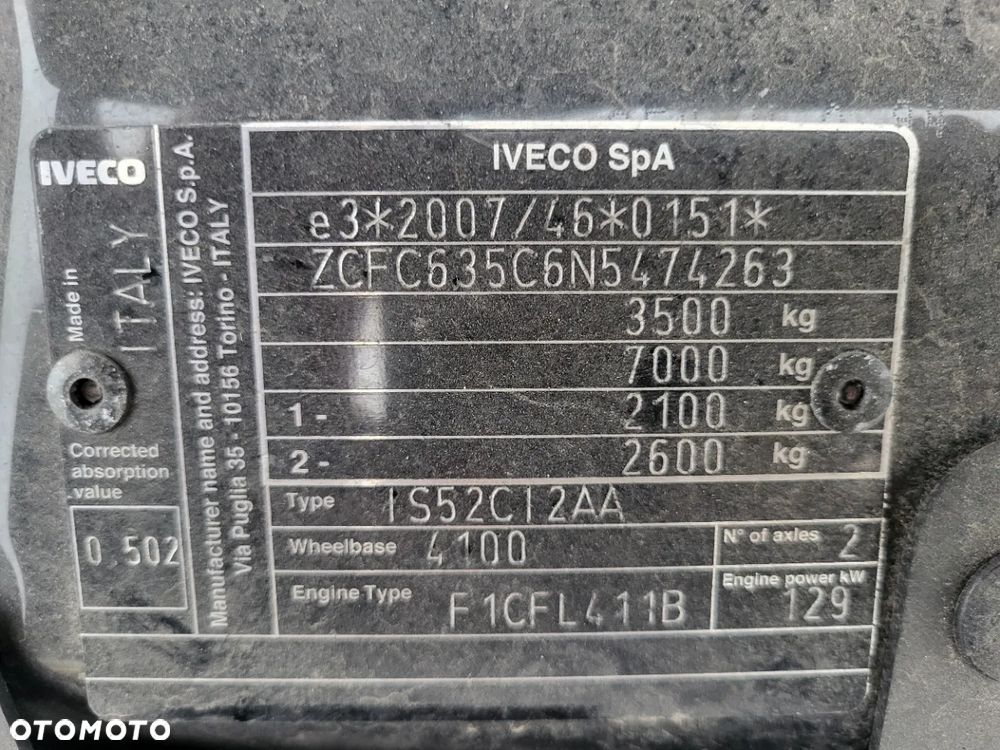 IVECO
Made in ITALY
Corrected
absorption
value
0.502
Manufacturer name and address: IVECO S.p.A.
Via Puglia 35 - 10156 Torino - ITALY
IVECO SpA
e3*2007/46*0151*
ZCFC635C6N5474263
3500 kg
7000 kg
1- 2100 kg
2- 2600 kg
Type IS52CI2AA
Wheelbase 4100
N° of axles 2
Engine Type F1CFL411B
Engine power kW 129
OTOMOTO